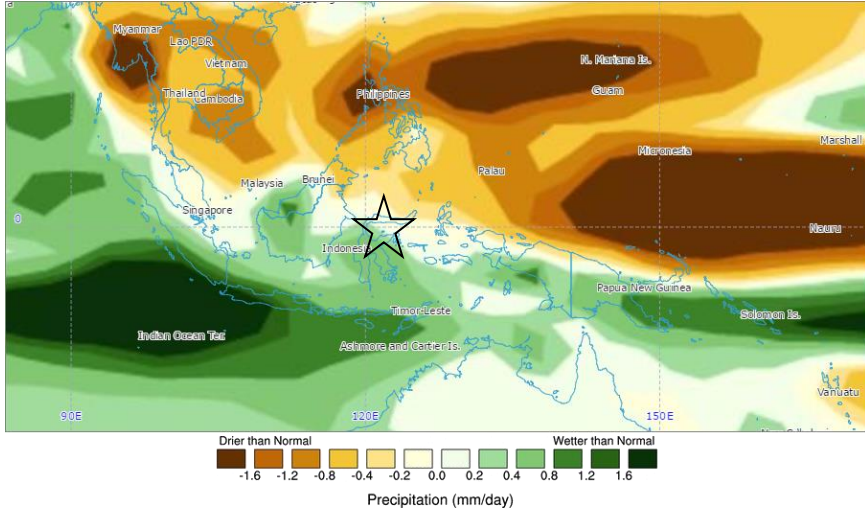 a
Myanmar
Lao PDR
N. Mariana Is.
Vietnam
Thailand
Cambodia
Philippines
Guam
Marshall
Micronesia
Palau
Brunei
Malaysia
Singapore
0
Nauru
Indonesia
Papua New Guinea
Timor-Leste
Solomon Is.
Indian Ocean Ter.
Ashmore and Cartier Is.
Vanuatu
90E 120E 150E
Drier than Normal Wetter than Normal
-1.6 -1.2 -0.8 -0.4 -0.2 0.0 0.2 0.4 0.8 1.2 1.6
Precipitation (mm/day)